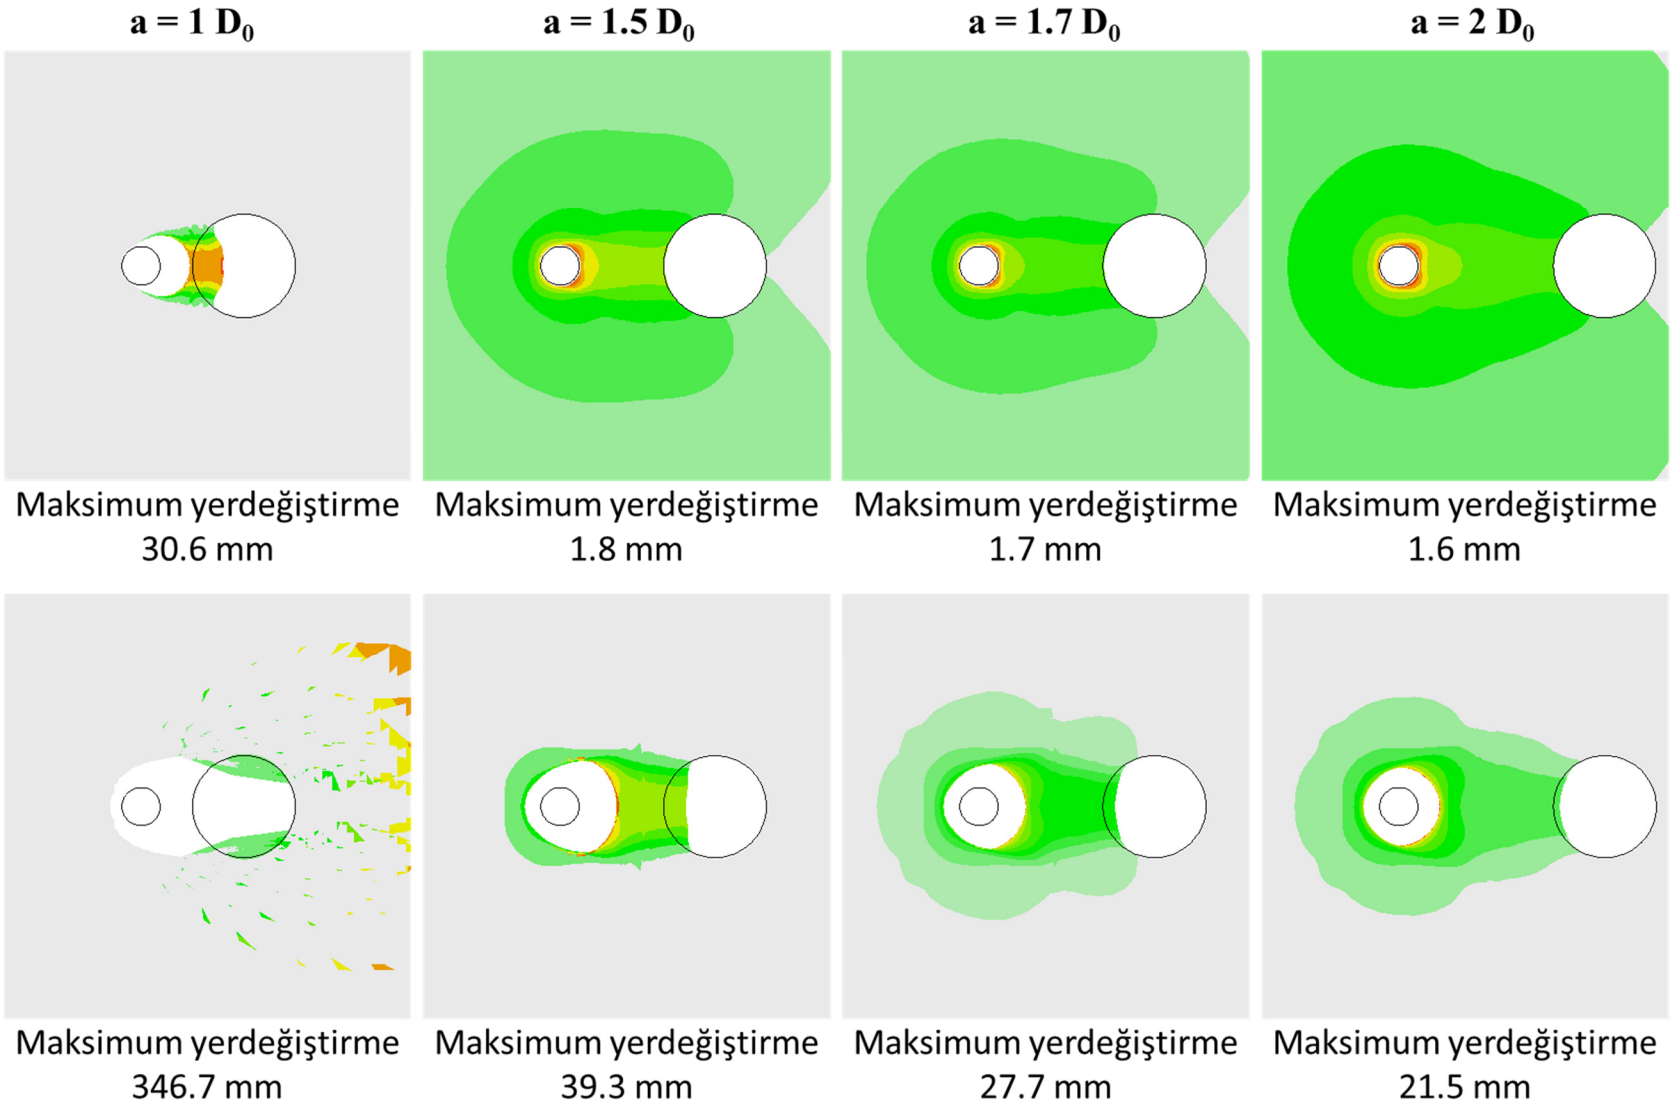 a = 1 D₀
a = 1.5 D₀
a = 1.7 D₀
a = 2 D₀
Maksimum yerdeğiştirme
30.6 mm
Maksimum yerdeğiştirme
1.8 mm
Maksimum yerdeğiştirme
1.7 mm
Maksimum yerdeğiştirme
1.6 mm
Maksimum yerdeğiştirme
346.7 mm
Maksimum yerdeğiştirme
39.3 mm
Maksimum yerdeğiştirme
27.7 mm
Maksimum yerdeğiştirme
21.5 mm